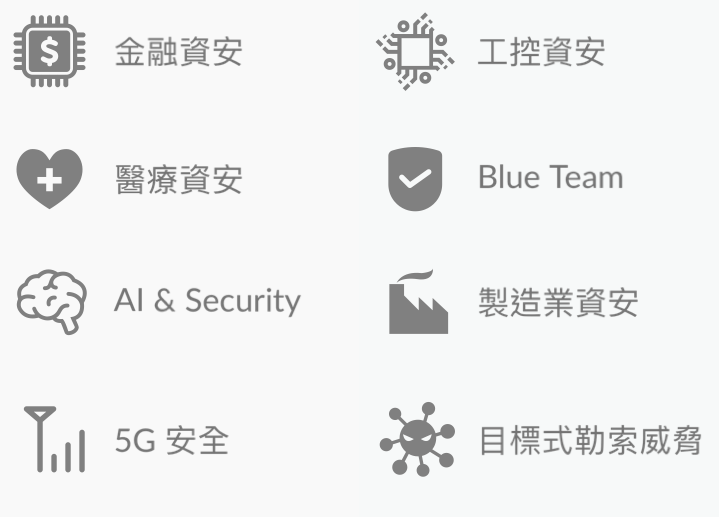 金融資安
工控資安
醫療資安
Blue Team
AI & Security
製造業資安
5G 安全
目標式勒索威脅